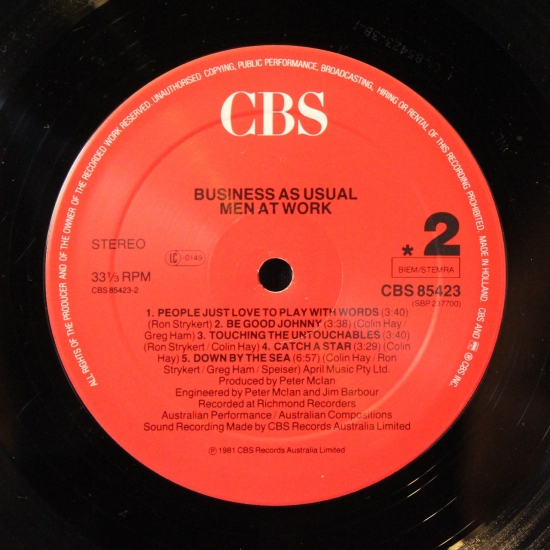 ALL RIGHTS OF THE PRODUCER AND OF THE OWNER OF THE RECORDED WORK RESERVED. UNAUTHORISED COPYING, PUBLIC PERFORMANCE, BROADCASTING, HIRING OR RENTAL OF THIS RECORDING PROHIBITED. MADE IN HOLLAND. CBS AND ® CBS INC.
CBS
BUSINESS AS USUAL
MEN AT WORK
STEREO
*2
BIEM/STEMRA
33⅓ RPM
CBS 85423
CBS 85423-2
(SBP 237700)
1. PEOPLE JUST LOVE TO PLAY WITH WORDS (3:40)
(Ron Strykert) 2. BE GOOD JOHNNY (3:38) (Colin Hay/
Greg Ham) 3. TOUCHING THE UNTOUCHABLES (3:40)
(Ron Strykert / Colin Hay) 4. CATCH A STAR (3:29) (Colin
Hay) 5. DOWN BY THE SEA (6:57) (Colin Hay / Ron
Strykert / Greg Ham / Speiser) April Music Pty Ltd.
Produced by Peter McIan
Engineered by Peter McIan and Jim Barbour
Recorded at Richmond Recorders
Australian Performance / Australian Compositions
Sound Recording Made by CBS Records Australia Limited
℗ 1981 CBS Records Australia Limited